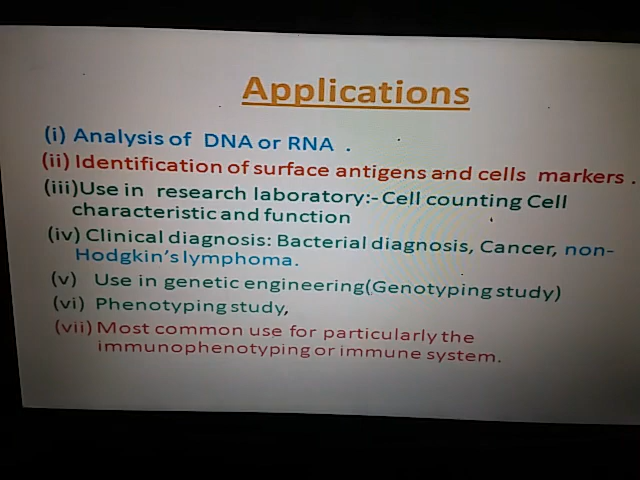 Applications
(i) Analysis of DNA or RNA .
(ii) Identification of surface antigens and cells markers .
(iii)Use in research laboratory:- Cell counting Cell
characteristic and function
(iv) Clinical diagnosis: Bacterial diagnosis, Cancer, non-
Hodgkin's lymphoma.
(v) Use in genetic engineering(Genotyping study)
(vi) Phenotyping study,
(vii) Most common use for particularly the
immunophenotyping or immune system.